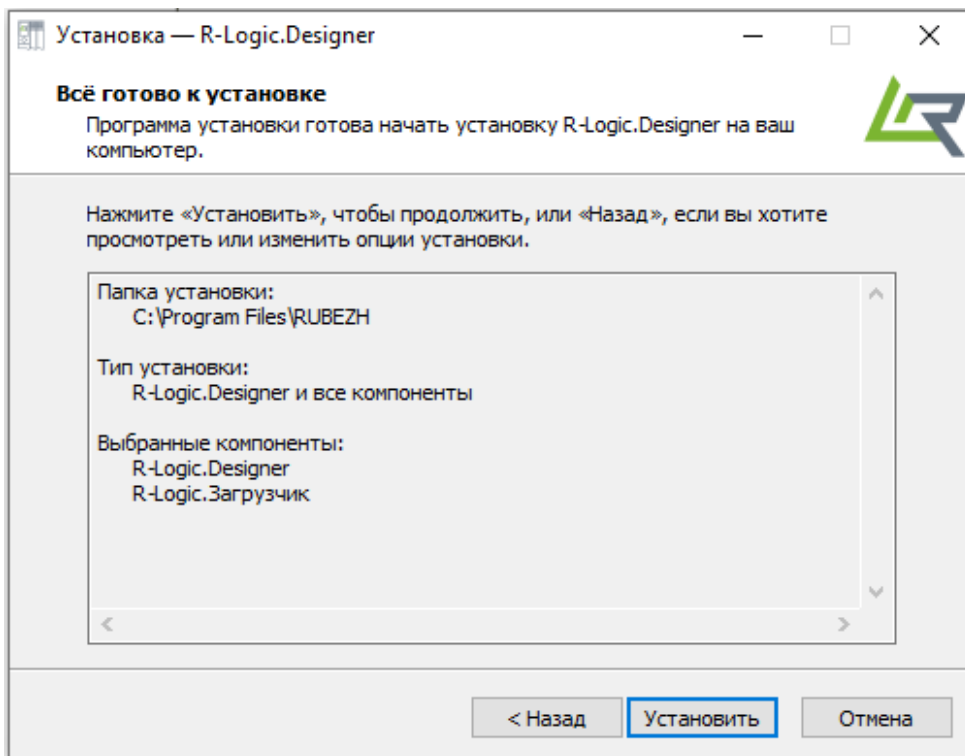 Установка — R-Logic.Designer
Всё готово к установке
Программа установки готова начать установку R-Logic.Designer на ваш
компьютер.
Нажмите «Установить», чтобы продолжить, или «Назад», если вы хотите
просмотреть или изменить опции установки.
Папка установки:
C:\Program Files\RUBEZH
Тип установки:
R-Logic.Designer и все компоненты
Выбранные компоненты:
R-Logic.Designer
R-Logic.Загрузчик
< Назад
Установить
Отмена